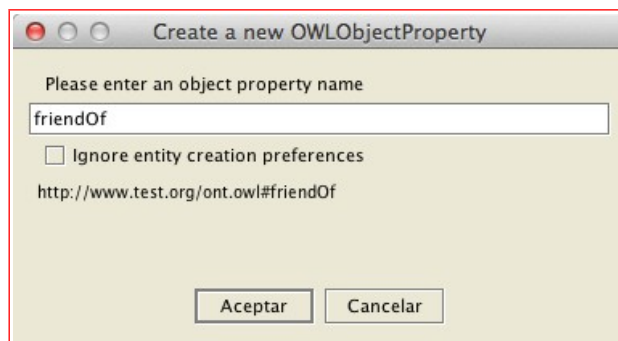 Create a new OWLObjectProperty
Please enter an object property name
friendOf
Ignore entity creation preferences
http://www.test.org/ont.owl#friendOf
Aceptar Cancelar